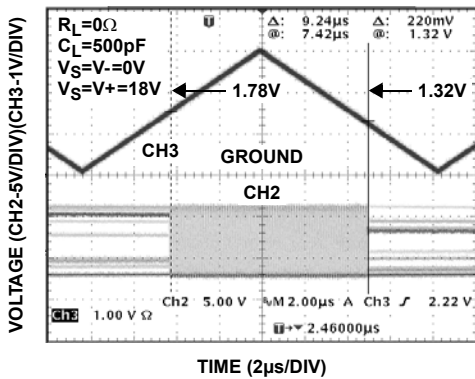 VOLTAGE (CH2-5V/DIV)(CH3-1V/DIV)
RL=0Ω
CL=500pF
VS=V-=0V
VS=V+=18V
Δ: 9.24µs
Δ: 220mV
@: 7.42µs
@: 1.32 V
1.78V
1.32V
CH3
GROUND
CH2
Ch2 5.00 V M 2.00µs A Ch3 2.22 V
Ch3 1.00 V Ω
T 2.46000µs
TIME (2µs/DIV)